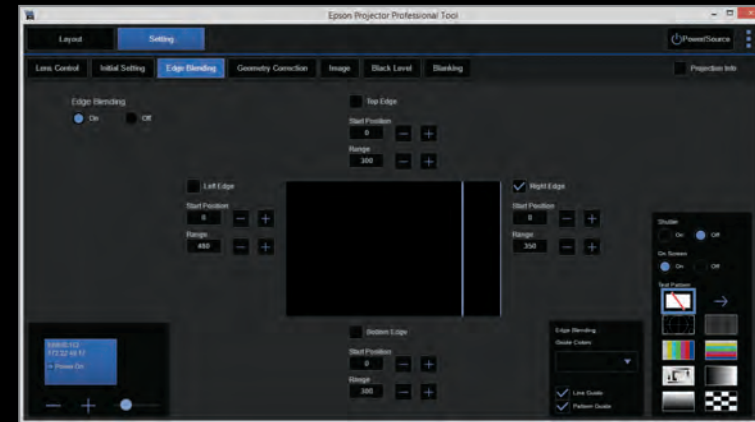 Epson Projector Professional Tool
Layout
Setting
Power/Source
Lens Control
Initial Setting
Edge Blending
Geometry Correction
Image
Black Level
Blanking
Projection Info
Edge Blending
On
Off
Top Edge
Start Position
0
Range
300
Left Edge
Start Position
0
Range
480
Right Edge
Start Position
0
Range
350
Bottom Edge
Start Position
0
Range
300
Power On
Edge Blending
Guide Colors
Line Guide
Pattern Guide
Shutter
On
Off
On Screen
On
Off
Test Pattern